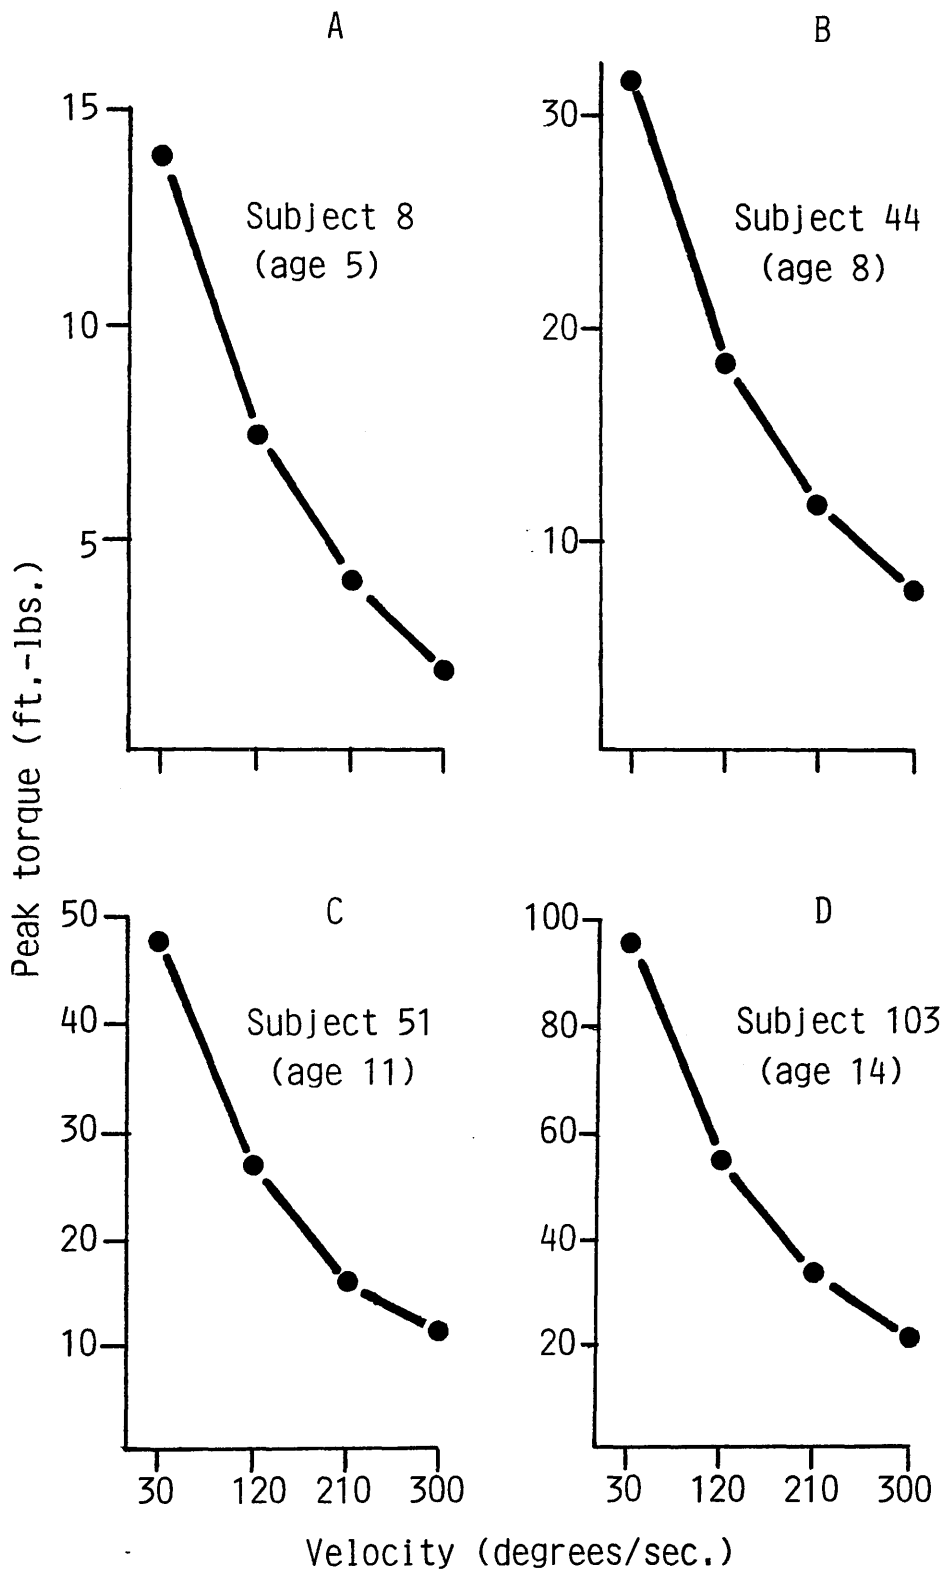 A
15
10
5
Subject 8
(age 5)
B
30
20
10
Subject 44
(age 8)
Peak torque (ft.-lbs.)
C
50
40
30
20
10
Subject 51
(age 11)
30 120 210 300
D
100
80
60
40
20
Subject 103
(age 14)
30 120 210 300
Velocity (degrees/sec.)